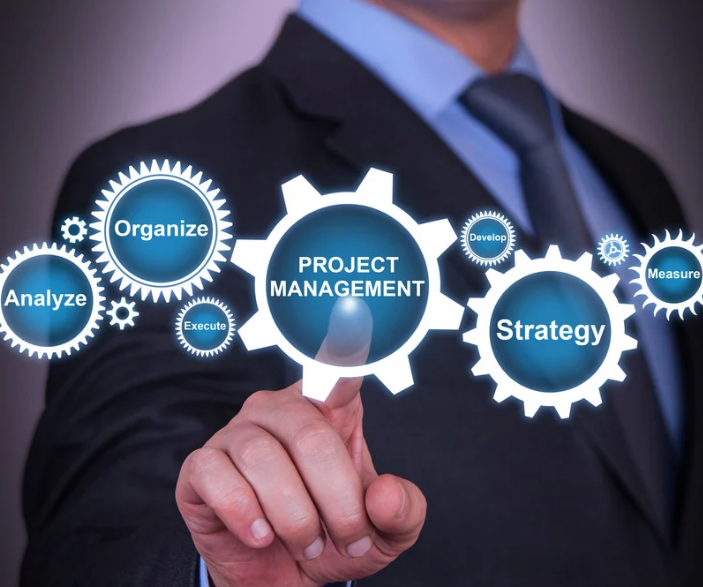 Organize
Analyze
Execute
PROJECT
MANAGEMENT
Develop
Strategy
Measure